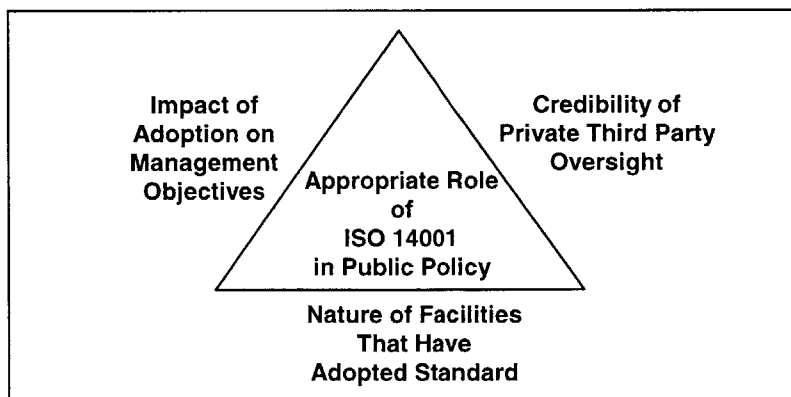 Impact of
Adoption on
Management
Objectives
Credibility of
Private Third Party
Oversight
Appropriate Role
of
ISO 14001
in Public Policy
Nature of Facilities
That Have
Adopted Standard